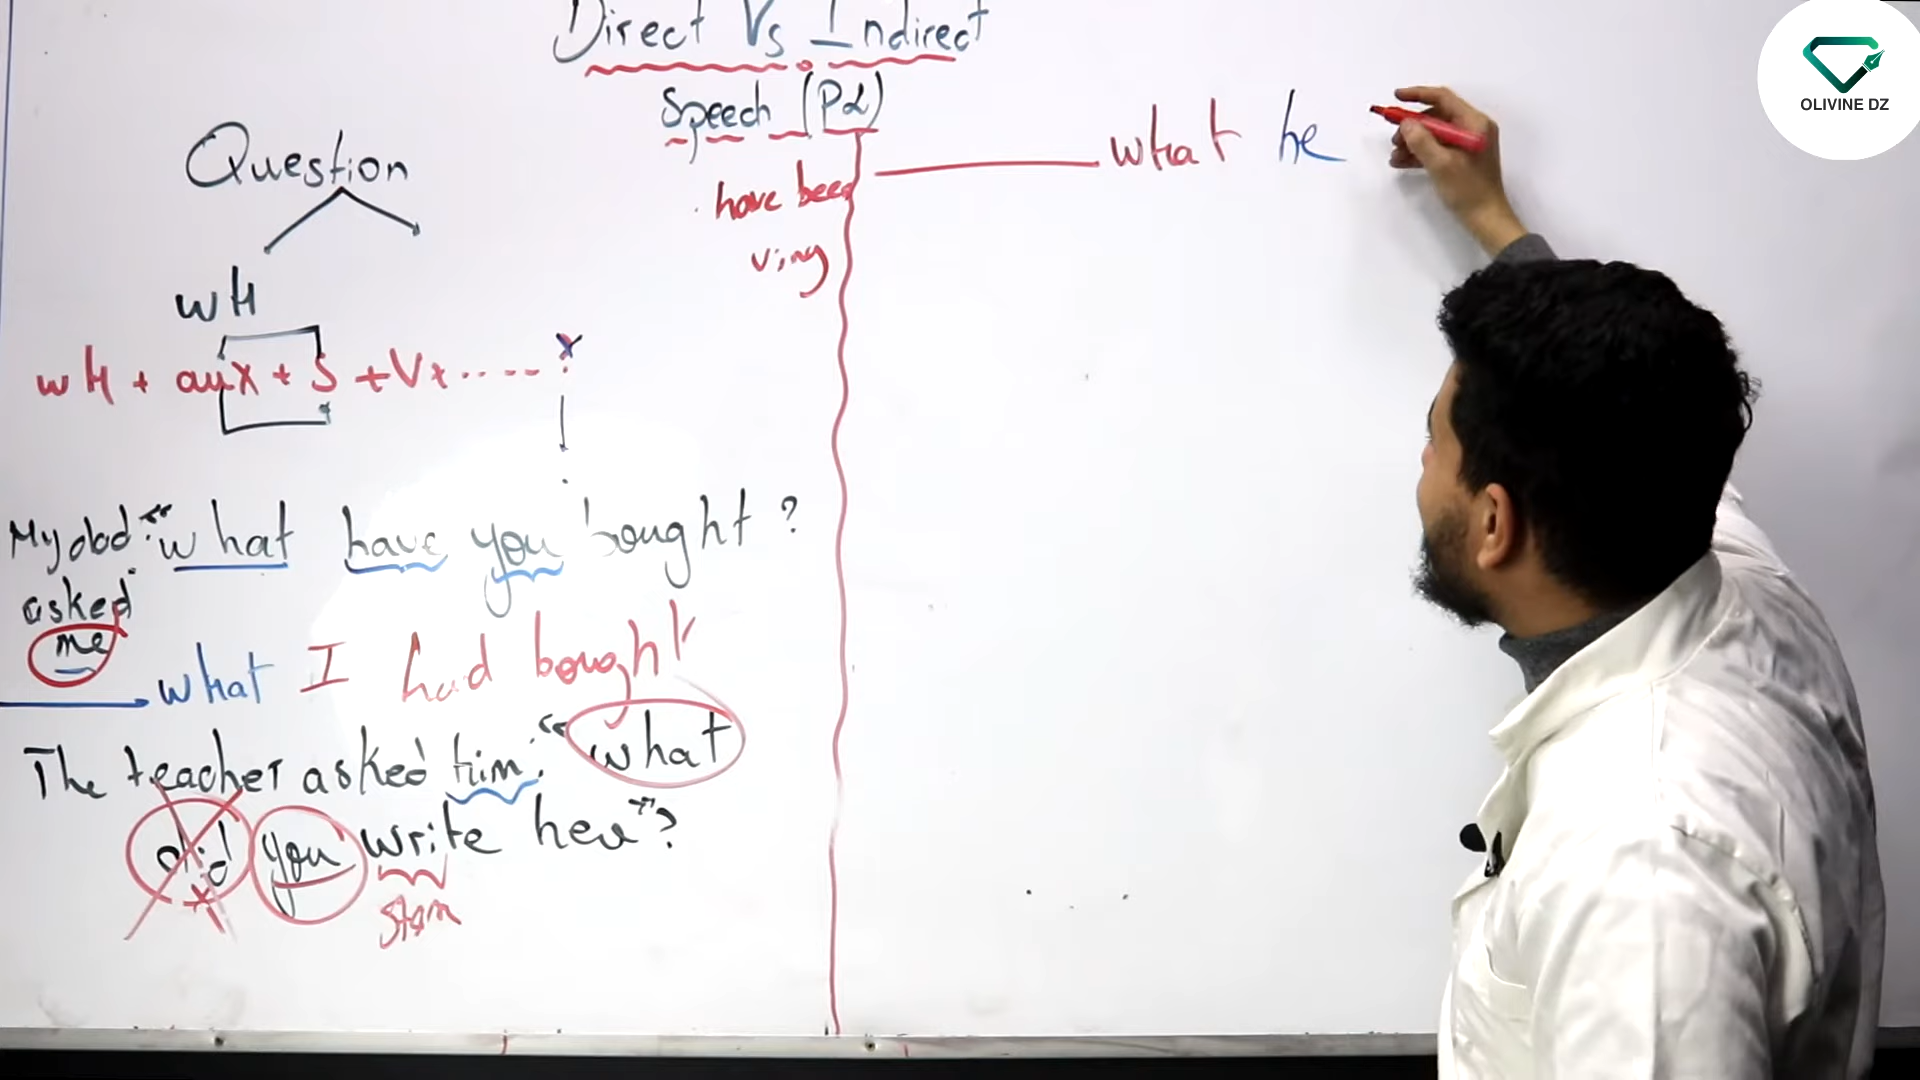 Direct Vs Indirect
Speech (P2)
Question
WH
WH + aux + S + V + ..... ?
have been
ving
My dad: "what have you bought?
asked
me
what I had bought
The teacher asked him: "what
did you write here"?
stem
what he
OLIVINE DZ